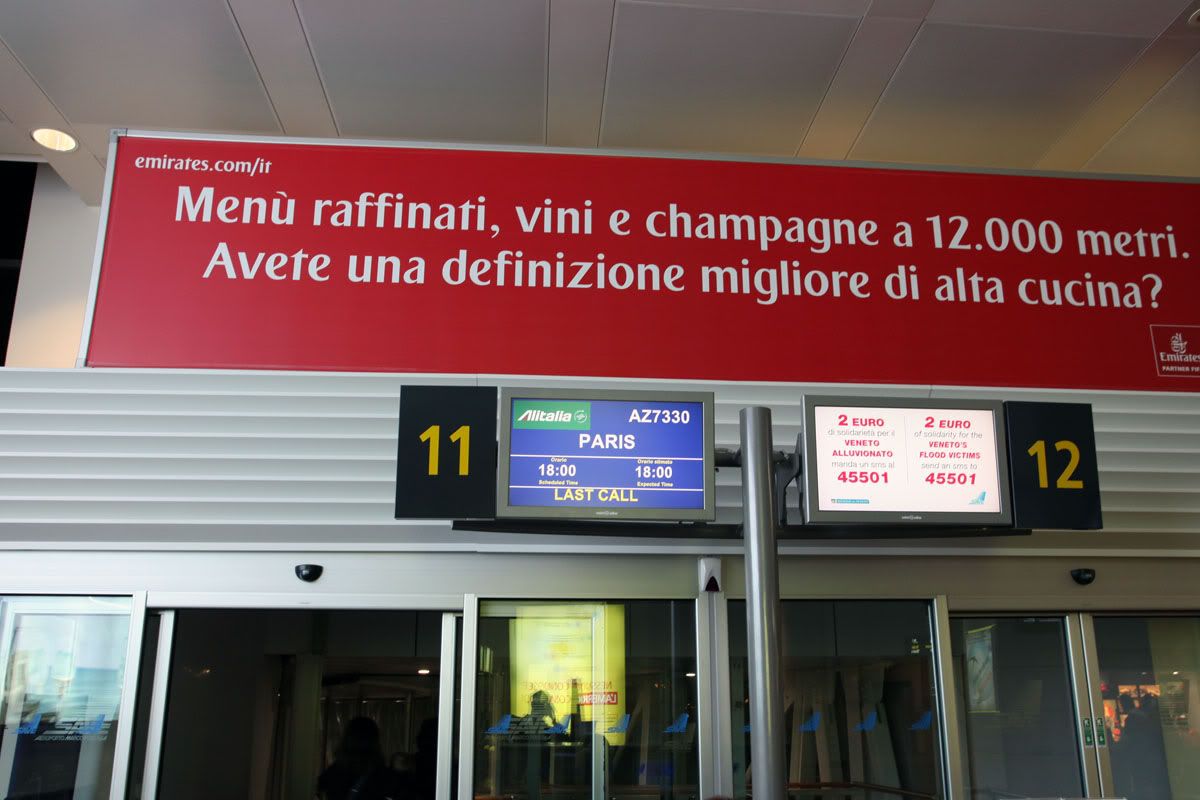 emirates.com/it
Menù raffinati, vini e champagne a 12.000 metri.
Avete una definizione migliore di alta cucina?
Emirates
PARTNER FIF
11
Alitalia
AZ7330
PARIS
Orario
Orario stimato
18:00
18:00
Scheduled Time
Expected Time
LAST CALL
2 EURO
di solidarietà per il
VENETO
ALLUVIGNATO
manda un sms al
45501
2 EURO
of solidarity for the
VENETO'S
FLOOD VICTIMS
send an sms to
45501
12